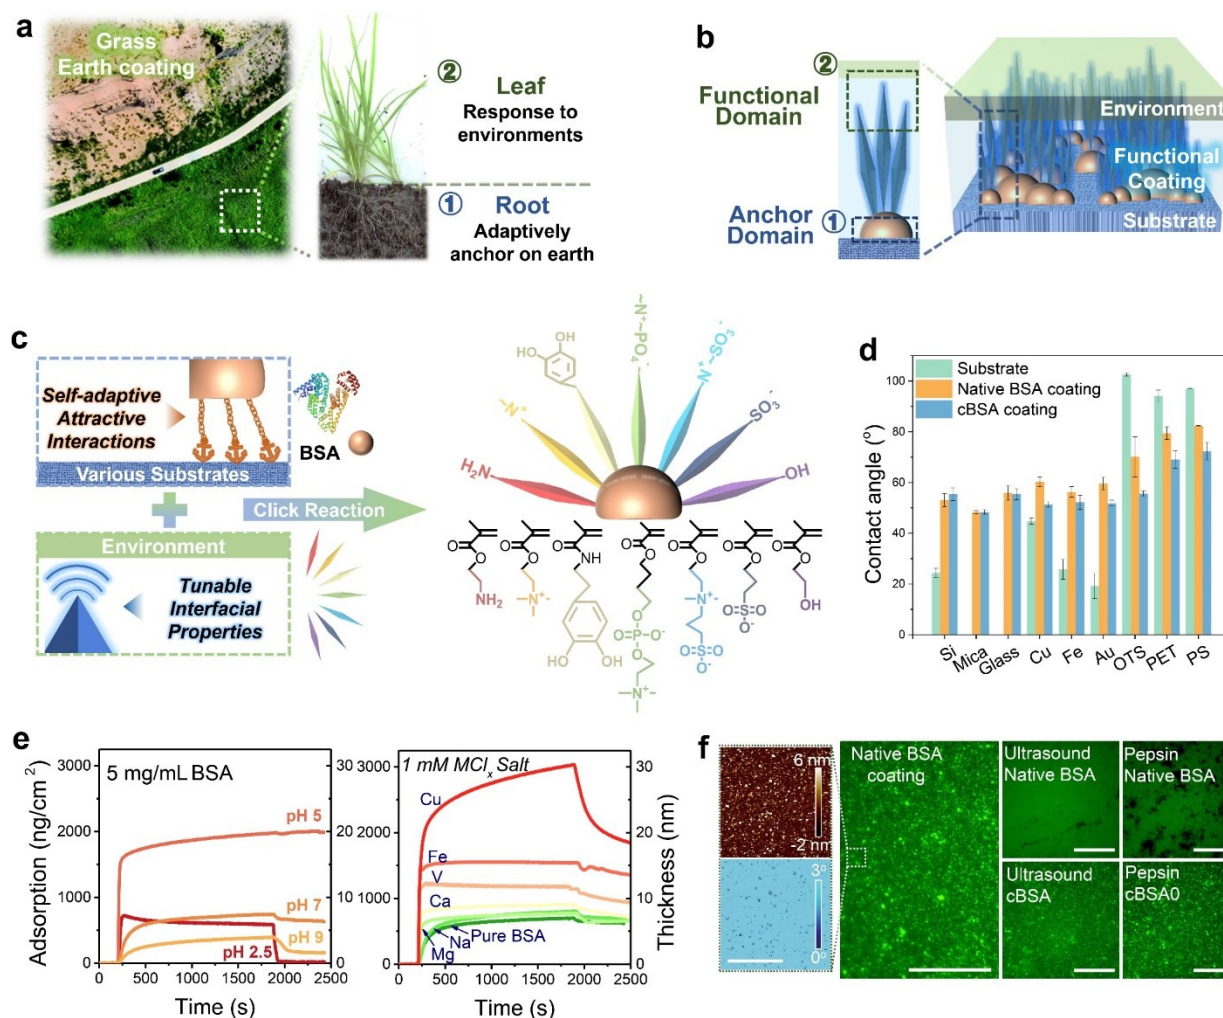 a
Grass
Earth coating
②
Leaf
Response to
environments
①
Root
Adaptively
anchor on earth
b
②
Functional
Domain
Anchor
Domain
①
Environment
Functional
Coating
Substrate
c
Self-adaptive
Attractive
Interactions
BSA
Various Substrates
Click Reaction
Environment
Tunable
Interfacial
Properties
H₂N
~N⁺
OH
HO
~N⁺~PO₄⁻
N⁺~SO₃⁻
SO₃⁻
OH
O O NH O O O O
O O O O O O
NH₂
N⁺
HO OH
O
O=P-O⁻
O
N⁺
N⁺
O=S=O
O⁻
O=S=O
O⁻
OH
d
Substrate
Native BSA coating
cBSA coating
Contact angle (°)
100
80
60
40
20
0
Si Mica Glass Cu Fe Au OTS PET PS
e
Adsorption (ng/cm²)
5 mg/mL BSA
3000
2000
1000
0
30
20
10
0
pH 5
pH 7
pH 9
pH 2.5
0 500 1000 1500 2000 2500
Time (s)
1 mM MClₓ Salt
3000
2000
1000
0
30
20
10
0
Cu
Fe
V
Ca
Na
Pure BSA
Mg
Thickness (nm)
0 500 1000 1500 2000 2500
Time (s)
f
6 nm
-2 nm
3°
0°
Native BSA
coating
Ultrasound
Native BSA
Pepsin
Native BSA
Ultrasound
cBSA
Pepsin
cBSA0